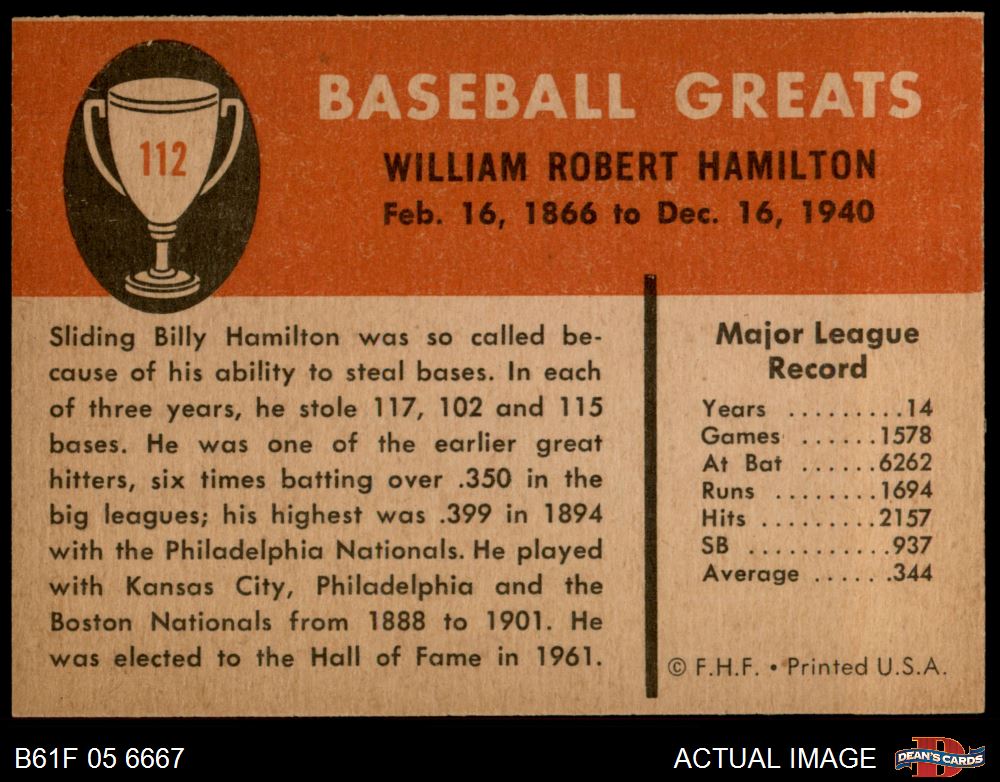 112
BASEBALL GREATS
WILLIAM ROBERT HAMILTON
Feb. 16, 1866 to Dec. 16, 1940
Sliding Billy Hamilton was so called be-
cause of his ability to steal bases. In each
of three years, he stole 117, 102 and 115
bases. He was one of the earlier great
hitters, six times batting over .350 in the
big leagues; his highest was .399 in 1894
with the Philadelphia Nationals. He played
with Kansas City, Philadelphia and the
Boston Nationals from 1888 to 1901. He
was elected to the Hall of Fame in 1961.
Major League
Record
Years .........14
Games ......1578
At Bat ......6262
Runs ........1694
Hits ..........2157
SB ...........937
Average ......344
© F.H.F. • Printed U.S.A.
B61F 05 6667
ACTUAL IMAGE
D
DEAN'S CARDS